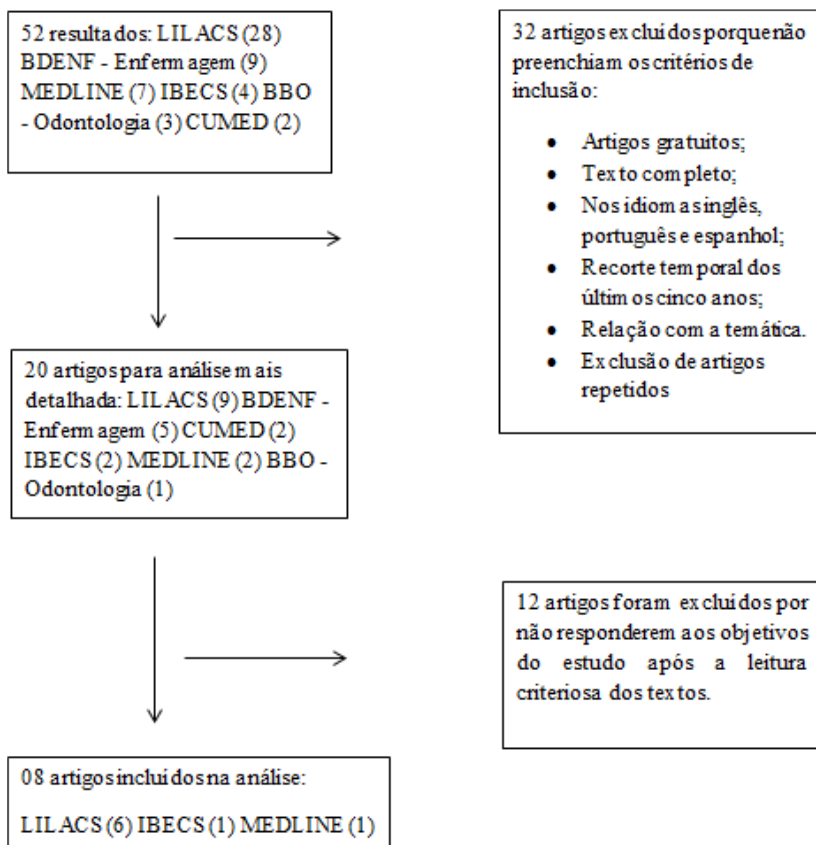 52 resultados: LILACS (28)
BDENF - Enfermagem (9)
MEDLINE (7) IBECS (4) BBO
- Odontologia (3) CUMED (2)
32 artigos excluídos porque não
preenchiam os critérios de
inclusão:
• Artigos gratuitos;
• Texto completo;
• Nos idiomas inglês,
português e espanhol;
• Recorte temporal dos
últimos cinco anos;
• Relação com a temática.
• Exclusão de artigos
repetidos
20 artigos para análise mais
detalhada: LILACS (9) BDENF -
Enfermagem (5) CUMED (2)
IBECS (2) MEDLINE (2) BBO -
Odontologia (1)
12 artigos foram excluídos por
não responderem aos objetivos
do estudo após a leitura
criteriosa dos textos.
08 artigos incluídos na análise:
LILACS (6) IBECS (1) MEDLINE (1)